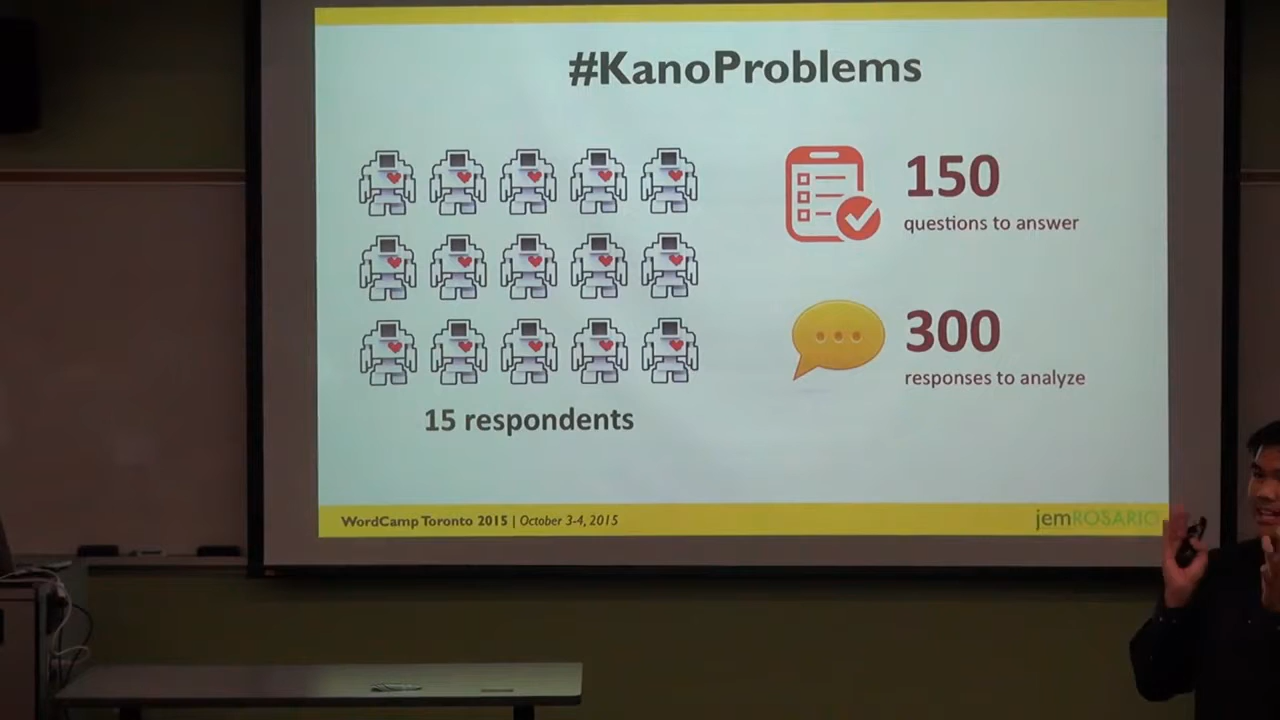 #KanoProblems
15 respondents
150
questions to answer
300
responses to analyze
WordCamp Toronto 2015 | October 3-4, 2015
jemROSARIO